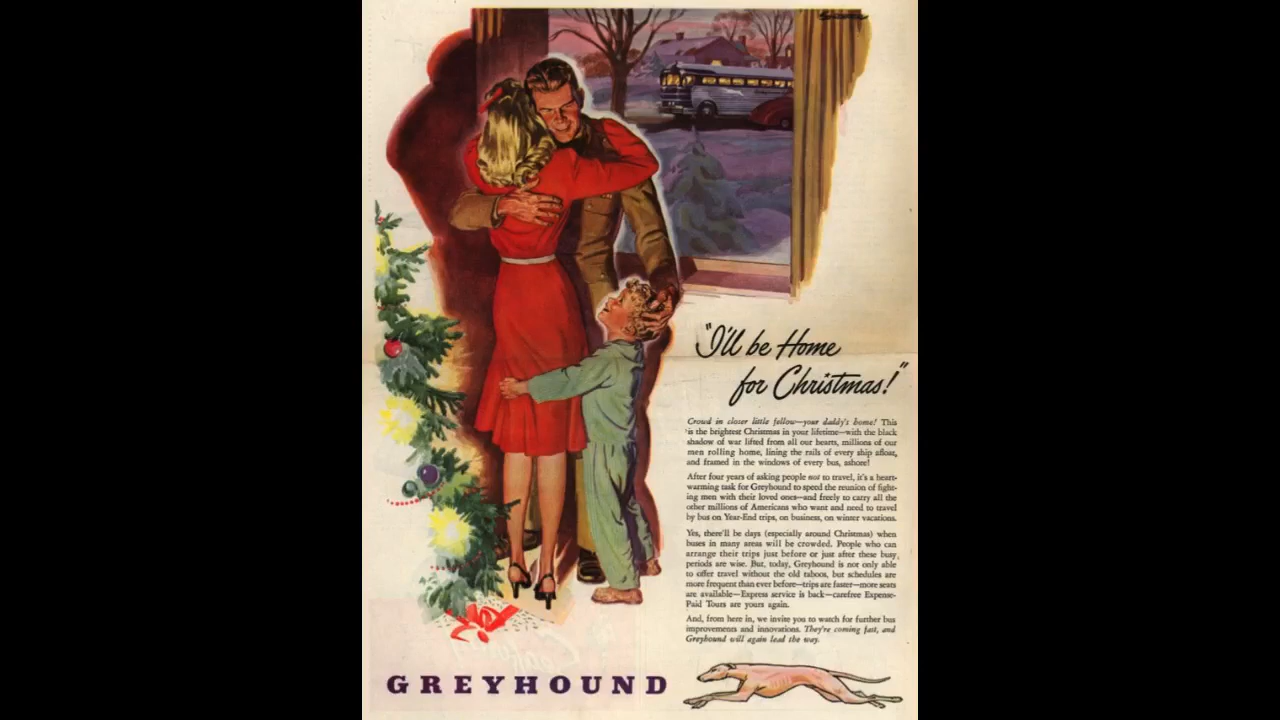 "I'll be Home
for Christmas!"
Crowd in closer little fellow—your daddy's home! This
is the brightest Christmas in your lifetime—with the black
shadow of war lifted from all our hearts, millions of our
men rolling home, lining the rails of every ship afloat,
and framed in the windows of every bus, ashore!
After four years of asking people not to travel, it's a heart-
warming task for Greyhound to speed the reunion of fight-
ing men with their loved ones—and freely to carry all the
other millions of Americans who want and need to travel
by bus on Year-End trips, on business, on winter vacations.
Yes, there'll be days (especially around Christmas) when
buses in many areas will be crowded. People who can
arrange their trips just before or just after these busy
periods are wise. But, today, Greyhound is not only able
to offer travel without the old taboos, but schedules are
more frequent than ever before—trips are faster—more seats
are available—Express service is back—carefree Expense-
Paid Tours are yours again.
And, from here in, we invite you to watch for further bus
improvements and innovations. They're coming fast, and
Greyhound will again lead the way.
GREYHOUND